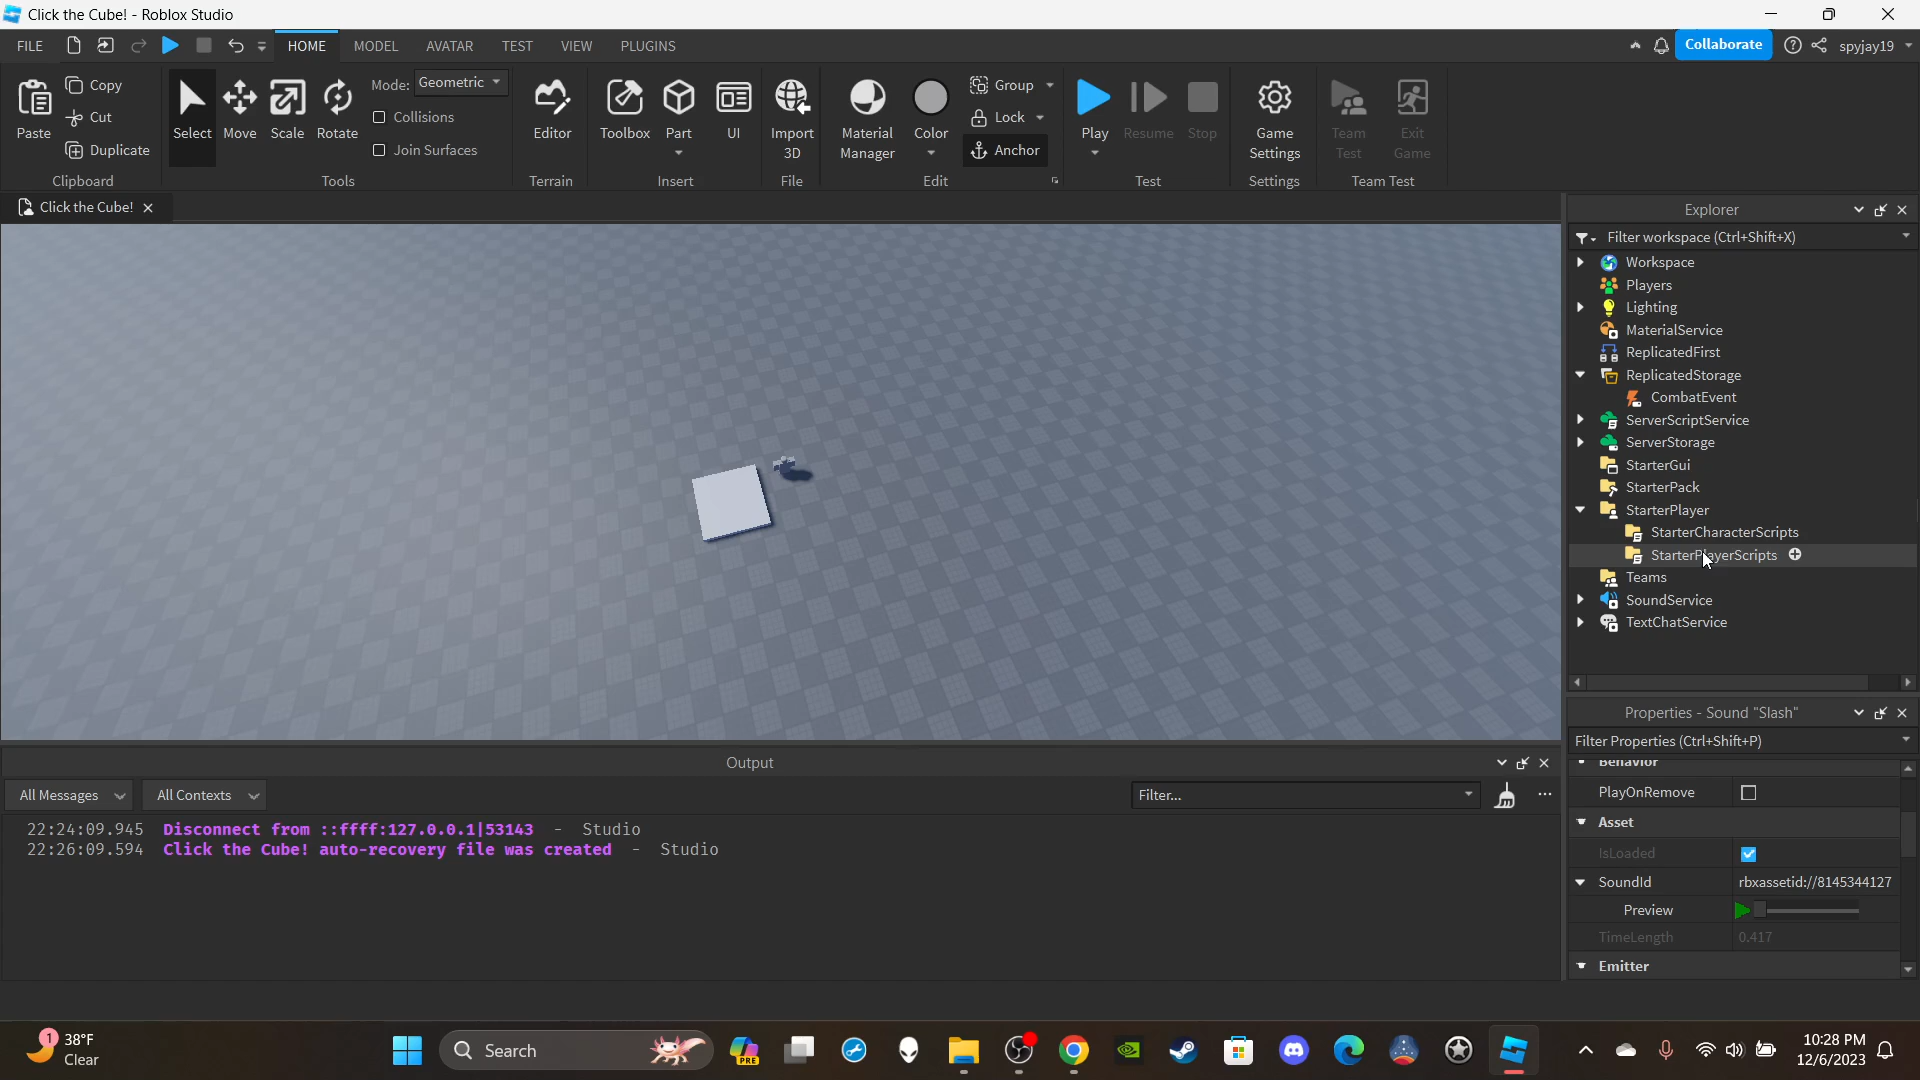 Click the Cube! - Roblox Studio
FILE HOME MODEL AVATAR TEST VIEW PLUGINS Collaborate spyjay19
Paste Copy Cut Duplicate Clipboard
Select Move Scale Rotate Mode: Geometric Collisions Join Surfaces Tools
Editor Terrain
Toolbox Part UI Insert
Import 3D File
Material Manager Color Group Lock Anchor Edit
Play Resume Stop Test
Game Settings Settings
Team Test Exit Game Team Test
Click the Cube!
Explorer
Filter workspace (Ctrl+Shift+X)
Workspace
Players
Lighting
MaterialService
ReplicatedFirst
ReplicatedStorage
CombatEvent
ServerScriptService
ServerStorage
StarterGui
StarterPack
StarterPlayer
StarterCharacterScripts
StarterPlayerScripts
Teams
SoundService
TextChatService
Properties - Sound "Slash"
Filter Properties (Ctrl+Shift+P)
Behavior
PlayOnRemove
Asset
IsLoaded
SoundId rbxassetid://8145344127
Preview
TimeLength 0.417
Emitter
Output
All Messages All Contexts Filter...
22:24:09.945 Disconnect from ::ffff:127.0.0.1|53143 - Studio
22:26:09.594 Click the Cube! auto-recovery file was created - Studio
1 38°F
Clear
Search
PRE
10:28 PM
12/6/2023